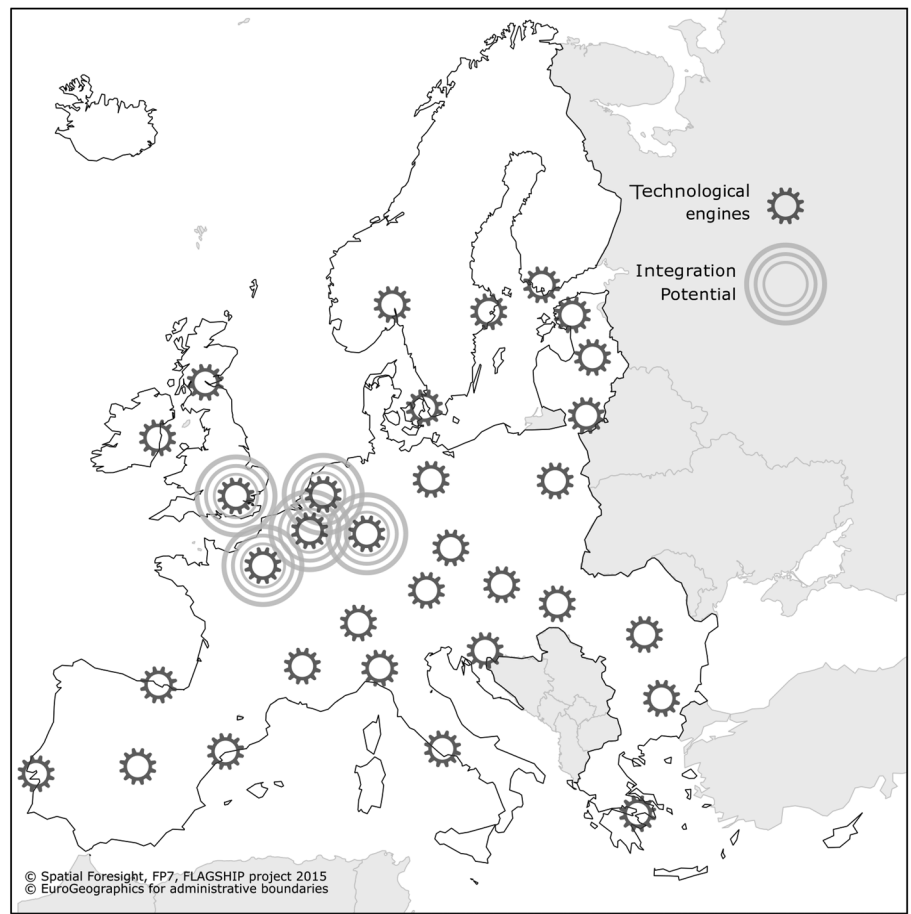 Technological
engines
Integration
Potential
© Spatial Foresight, FP7, FLAGSHIP project 2015
© EuroGeographics for administrative boundaries